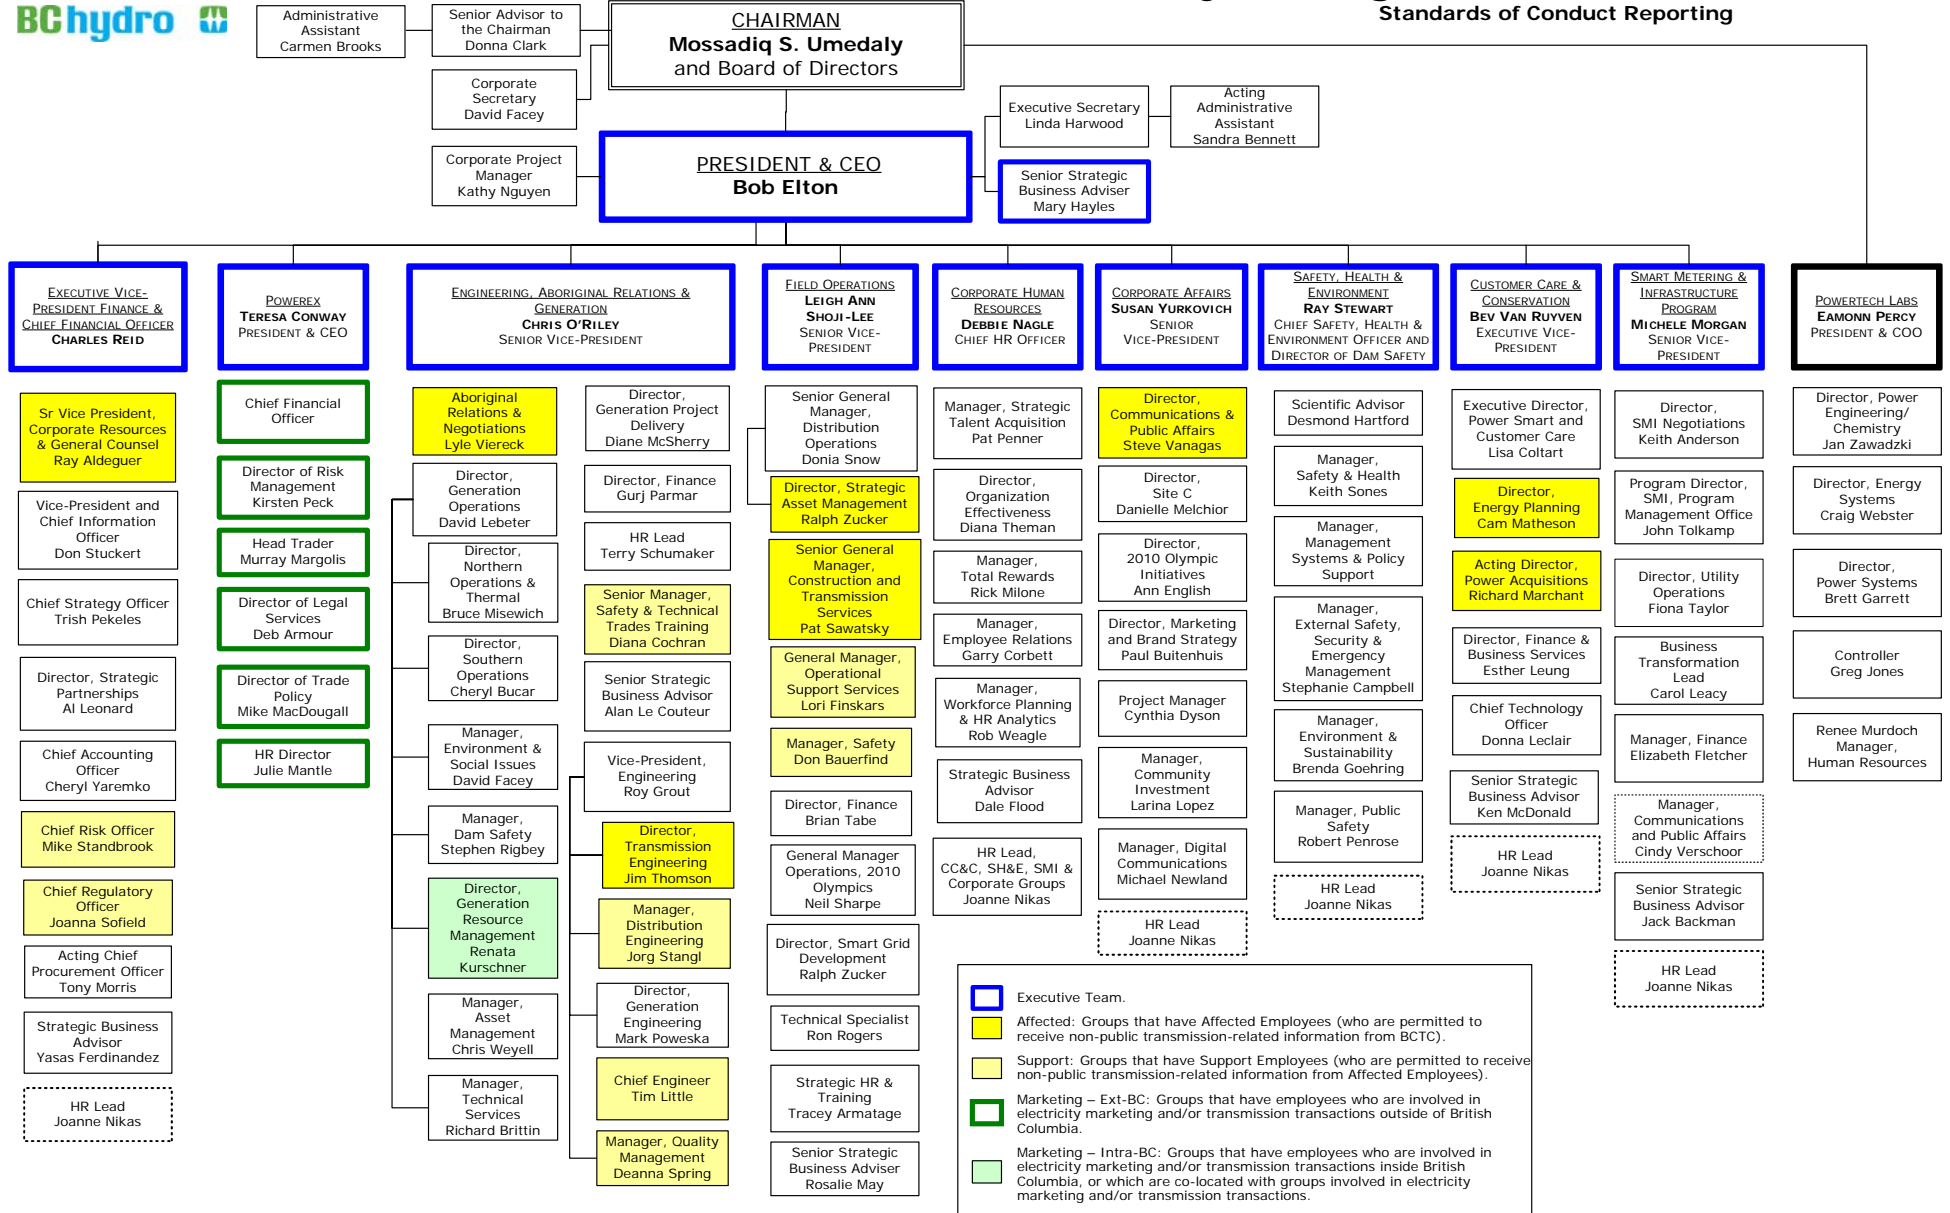 BChydro
Standards of Conduct Reporting
Administrative
Assistant
Carmen Brooks
Senior Advisor to
the Chairman
Donna Clark
CHAIRMAN
Mossadiq S. Umedaly
and Board of Directors
Corporate
Secretary
David Facey
Executive Secretary
Linda Harwood
Acting
Administrative
Assistant
Sandra Bennett
Corporate Project
Manager
Kathy Nguyen
PRESIDENT & CEO
Bob Elton
Senior Strategic
Business Adviser
Mary Hayles
EXECUTIVE VICE-
PRESIDENT FINANCE &
CHIEF FINANCIAL OFFICER
CHARLES REID
Sr Vice President,
Corporate Resources
& General Counsel
Ray Aldeguer
Vice-President and
Chief Information
Officer
Don Stuckert
Chief Strategy Officer
Trish Pekeles
Director, Strategic
Partnerships
Al Leonard
Chief Accounting
Officer
Cheryl Yaremko
Chief Risk Officer
Mike Standbrook
Chief Regulatory
Officer
Joanna Sofield
Acting Chief
Procurement Officer
Tony Morris
Strategic Business
Advisor
Yasas Ferdinandez
HR Lead
Joanne Nikas
POWEREX
TERESA CONWAY
PRESIDENT & CEO
Chief Financial
Officer
Director of Risk
Management
Kirsten Peck
Head Trader
Murray Margolis
Director of Legal
Services
Deb Armour
Director of Trade
Policy
Mike MacDougall
HR Director
Julie Mantle
ENGINEERING, ABORIGINAL RELATIONS &
GENERATION
CHRIS O'RILEY
SENIOR VICE-PRESIDENT
Aboriginal
Relations &
Negotiations
Lyle Viereck
Director,
Generation
Operations
David Lebeter
Director,
Northern
Operations &
Thermal
Bruce Misewich
Director,
Southern
Operations
Cheryl Bucar
Manager,
Environment &
Social Issues
David Facey
Manager,
Dam Safety
Stephen Rigbey
Director,
Generation
Resource
Management
Renata
Kurschner
Manager,
Asset
Management
Chris Weyell
Manager,
Technical
Services
Richard Brittin
Director,
Generation Project
Delivery
Diane McSherry
Director, Finance
Gurj Parmar
HR Lead
Terry Schumaker
Senior Manager,
Safety & Technical
Trades Training
Diana Cochran
Senior Strategic
Business Advisor
Alan Le Couteur
Vice-President,
Engineering
Roy Grout
Director,
Transmission
Engineering
Jim Thomson
Manager,
Distribution
Engineering
Jorg Stangl
Director,
Generation
Engineering
Mark Poweska
Chief Engineer
Tim Little
Manager, Quality
Management
Deanna Spring
FIELD OPERATIONS
LEIGH ANN
SHOJI-LEE
SENIOR VICE-
PRESIDENT
Senior General
Manager,
Distribution
Operations
Donia Snow
Director, Strategic
Asset Management
Ralph Zucker
Senior General
Manager,
Construction and
Transmission
Services
Pat Sawatsky
General Manager,
Operational
Support Services
Lori Finskars
Manager, Safety
Don Bauerfind
Director, Finance
Brian Tabe
General Manager
Operations, 2010
Olympics
Neil Sharpe
Director, Smart Grid
Development
Ralph Zucker
Technical Specialist
Ron Rogers
Strategic HR &
Training
Tracey Armatage
Senior Strategic
Business Adviser
Rosalie May
CORPORATE HUMAN
RESOURCES
DEBBIE NAGLE
CHIEF HR OFFICER
Manager, Strategic
Talent Acquisition
Pat Penner
Director,
Organization
Effectiveness
Diana Theman
Manager,
Total Rewards
Rick Milone
Manager,
Employee Relations
Garry Corbett
Manager,
Workforce Planning
& HR Analytics
Rob Weagle
Strategic Business
Advisor
Dale Flood
HR Lead,
CC&C, SH&E, SMI &
Corporate Groups
Joanne Nikas
CORPORATE AFFAIRS
SUSAN YURKOVICH
SENIOR
VICE-PRESIDENT
Director,
Communications &
Public Affairs
Steve Vanagas
Director,
Site C
Danielle Melchior
Director,
2010 Olympic
Initiatives
Ann English
Director, Marketing
and Brand Strategy
Paul Buitenhuis
Project Manager
Cynthia Dyson
Manager,
Community
Investment
Larina Lopez
Manager, Digital
Communications
Michael Newland
HR Lead
Joanne Nikas
SAFETY, HEALTH &
ENVIRONMENT
RAY STEWART
CHIEF SAFETY, HEALTH &
ENVIRONMENT OFFICER AND
DIRECTOR OF DAM SAFETY
Scientific Advisor
Desmond Hartford
Manager,
Safety & Health
Keith Sones
Manager,
Management
Systems & Policy
Support
Manager,
External Safety,
Security &
Emergency
Management
Stephanie Campbell
Manager,
Environment &
Sustainability
Brenda Goehring
Manager, Public
Safety
Robert Penrose
HR Lead
Joanne Nikas
CUSTOMER CARE &
CONSERVATION
BEV VAN RUYVEN
EXECUTIVE VICE-
PRESIDENT
Executive Director,
Power Smart and
Customer Care
Lisa Coltart
Director,
Energy Planning
Cam Matheson
Acting Director,
Power Acquisitions
Richard Marchant
Director, Finance &
Business Services
Esther Leung
Chief Technology
Officer
Donna Leclair
Senior Strategic
Business Advisor
Ken McDonald
HR Lead
Joanne Nikas
SMART METERING &
INFRASTRUCTURE
PROGRAM
MICHELE MORGAN
SENIOR VICE-
PRESIDENT
Director,
SMI Negotiations
Keith Anderson
Program Director,
SMI, Program
Management Office
John Tolkamp
Director, Utility
Operations
Fiona Taylor
Business
Transformation
Lead
Carol Leacy
Manager, Finance
Elizabeth Fletcher
Manager,
Communications
and Public Affairs
Cindy Verschoor
Senior Strategic
Business Advisor
Jack Backman
HR Lead
Joanne Nikas
POWERTECH LABS
EAMONN PERCY
PRESIDENT & COO
Director, Power
Engineering/
Chemistry
Jan Zawadzki
Director, Energy
Systems
Craig Webster
Director,
Power Systems
Brett Garrett
Controller
Greg Jones
Renee Murdoch
Manager,
Human Resources
Executive Team.
Affected: Groups that have Affected Employees (who are permitted to
receive non-public transmission-related information from BCTC).
Support: Groups that have Support Employees (who are permitted to receive
non-public transmission-related information from Affected Employees).
Marketing – Ext-BC: Groups that have employees who are involved in
electricity marketing and/or transmission transactions outside of British
Columbia.
Marketing – Intra-BC: Groups that have employees who are involved in
electricity marketing and/or transmission transactions inside British
Columbia, or which are co-located with groups involved in electricity
marketing and/or transmission transactions.